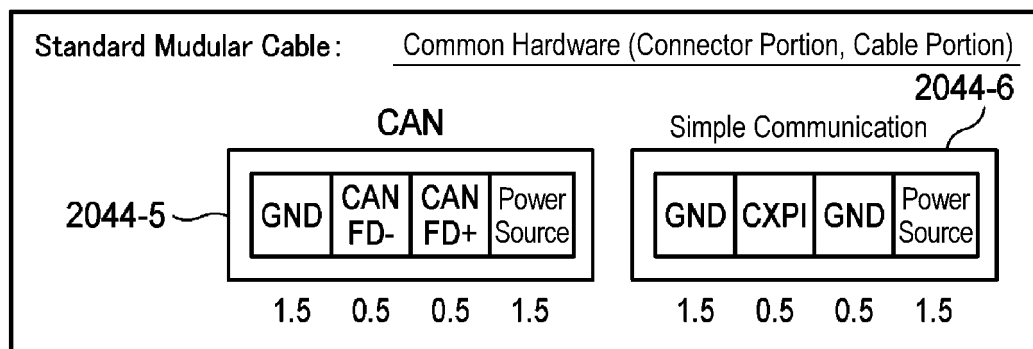 Standard Mudular Cable: Common Hardware (Connector Portion, Cable Portion)
2044-6
CAN
2044-5
GND CAN FD- CAN FD+ Power Source
1.5 0.5 0.5 1.5
Simple Communication
GND CXPI GND Power Source
1.5 0.5 0.5 1.5